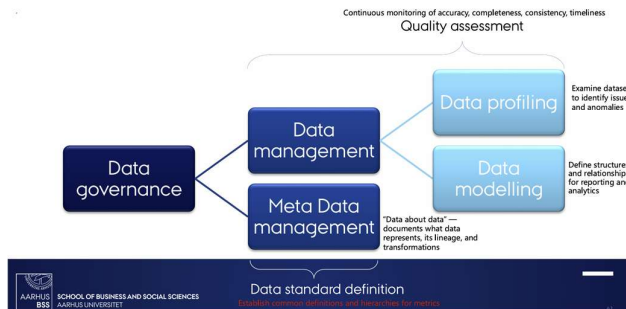 Continuous monitoring of accuracy, completeness, consistency, timeliness
Quality assessment
Data profiling
Examine datase
to identify issue
and anomalies
Data
management
Data
governance
Data
modelling
Define structure
and relationship
for reporting and
analytics
Meta Data
management
"Data about data" —
documents what data
represents, its lineage, and
transformations
Data standard definition
Establish common definitions and hierarchies for metrics
AARHUS
BSS
SCHOOL OF BUSINESS AND SOCIAL SCIENCES
AARHUS UNIVERSITET